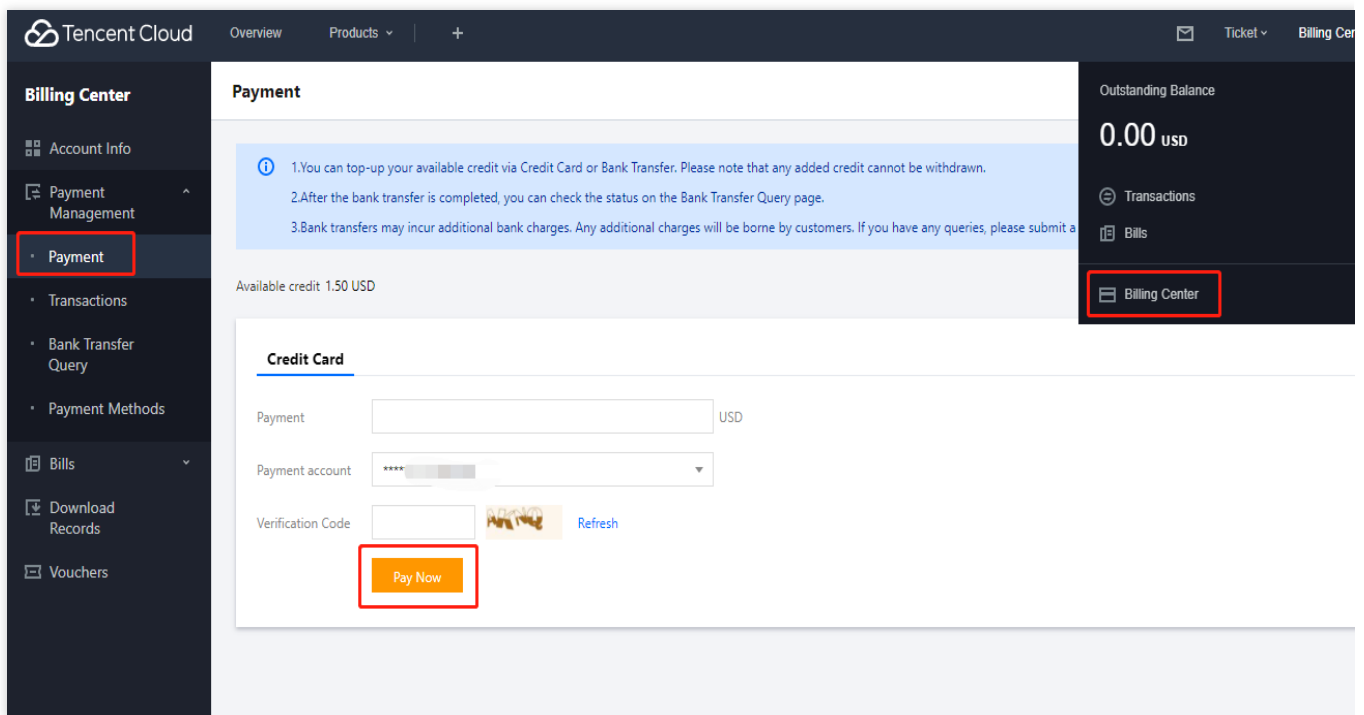 Tencent Cloud
Overview
Products
+
Ticket
Billing Cer
Billing Center
Account Info
Payment
Management
Payment
Transactions
Bank Transfer
Query
Payment Methods
Bills
Download
Records
Vouchers
Payment
1.You can top-up your available credit via Credit Card or Bank Transfer. Please note that any added credit cannot be withdrawn.
2.After the bank transfer is completed, you can check the status on the Bank Transfer Query page.
3.Bank transfers may incur additional bank charges. Any additional charges will be borne by customers. If you have any queries, please submit a
Available credit 1.50 USD
Credit Card
Payment
USD
Payment account
****
Verification Code
Refresh
Pay Now
Outstanding Balance
0.00 USD
Transactions
Bills
Billing Center